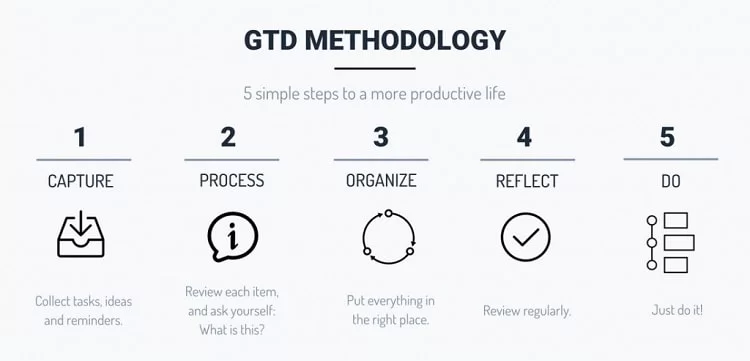 GTD METHODOLOGY
5 simple steps to a more productive life
1
CAPTURE
Collect tasks, ideas
and reminders.
2
PROCESS
i
Review each item,
and ask yourself:
What is this?
3
ORGANIZE
Put everything in
the right place.
4
REFLECT
Review regularly.
5
DO
Just do it!